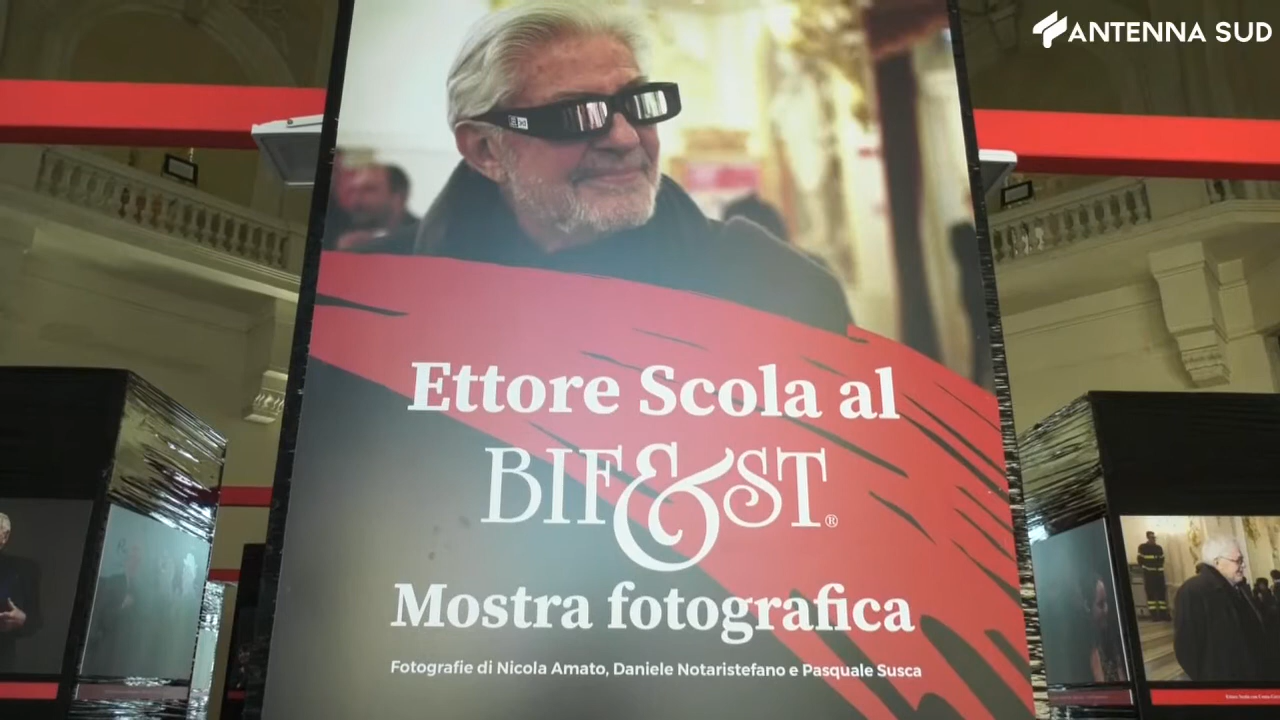 ANTENNA SUD
Ettore Scola al
BIF&ST®
Mostra fotografica
Fotografie di Nicola Amato, Daniele Notaristefano e Pasquale Susca